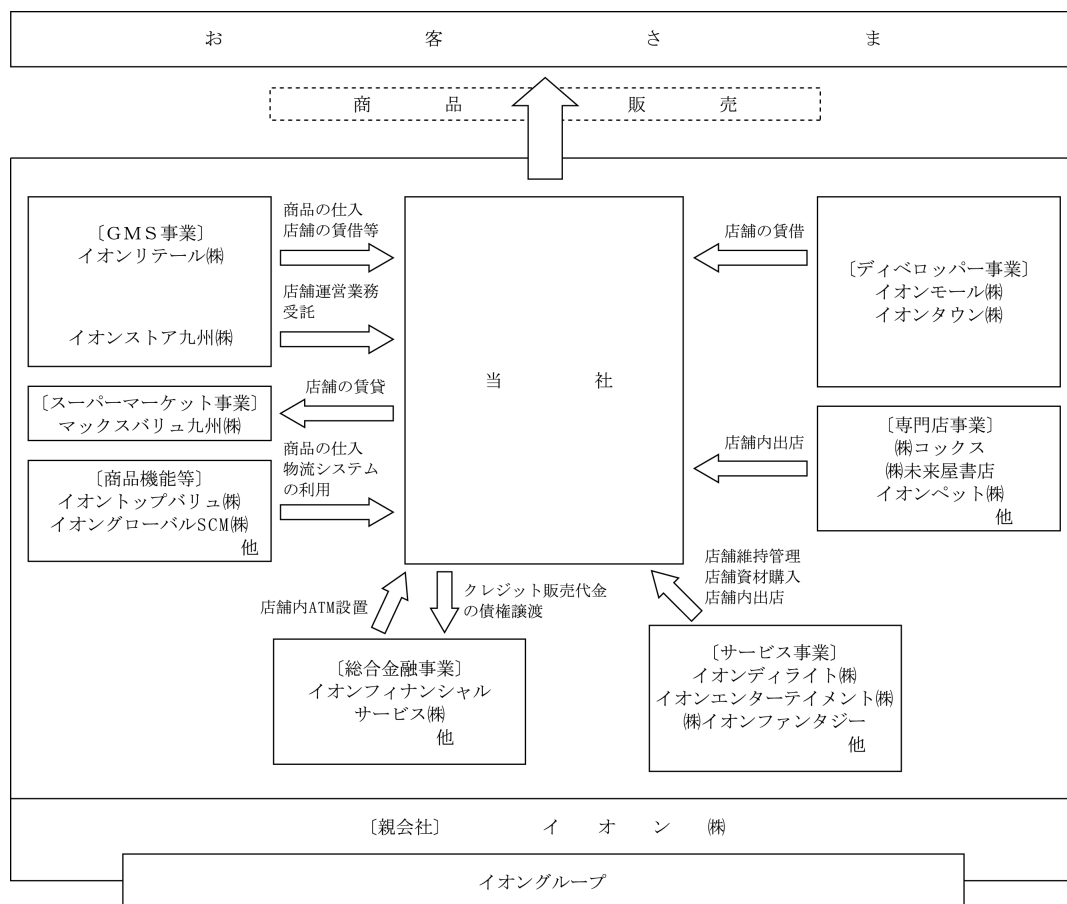 お客さま
商品販売
〔ＧＭＳ事業〕
イオンリテール㈱
イオンストア九州㈱
商品の仕入
店舗の賃借等
店舗運営業務
受託
〔スーパーマーケット事業〕
マックスバリュ九州㈱
店舗の賃貸
〔商品機能等〕
イオントップバリュ㈱
イオングローバルSCM㈱
他
商品の仕入
物流システム
の利用
当社
店舗の賃借
〔ディベロッパー事業〕
イオンモール㈱
イオンタウン㈱
店舗内出店
〔専門店事業〕
㈱コックス
㈱未来屋書店
イオンペット㈱
他
店舗内ATM設置
クレジット販売代金
の債権譲渡
〔総合金融事業〕
イオンフィナンシャル
サービス㈱
他
店舗維持管理
店舗資材購入
店舗内出店
〔サービス事業〕
イオンディライト㈱
イオンエンターテイメント㈱
㈱イオンファンタジー
他
〔親会社〕 イオン㈱
イオングループ